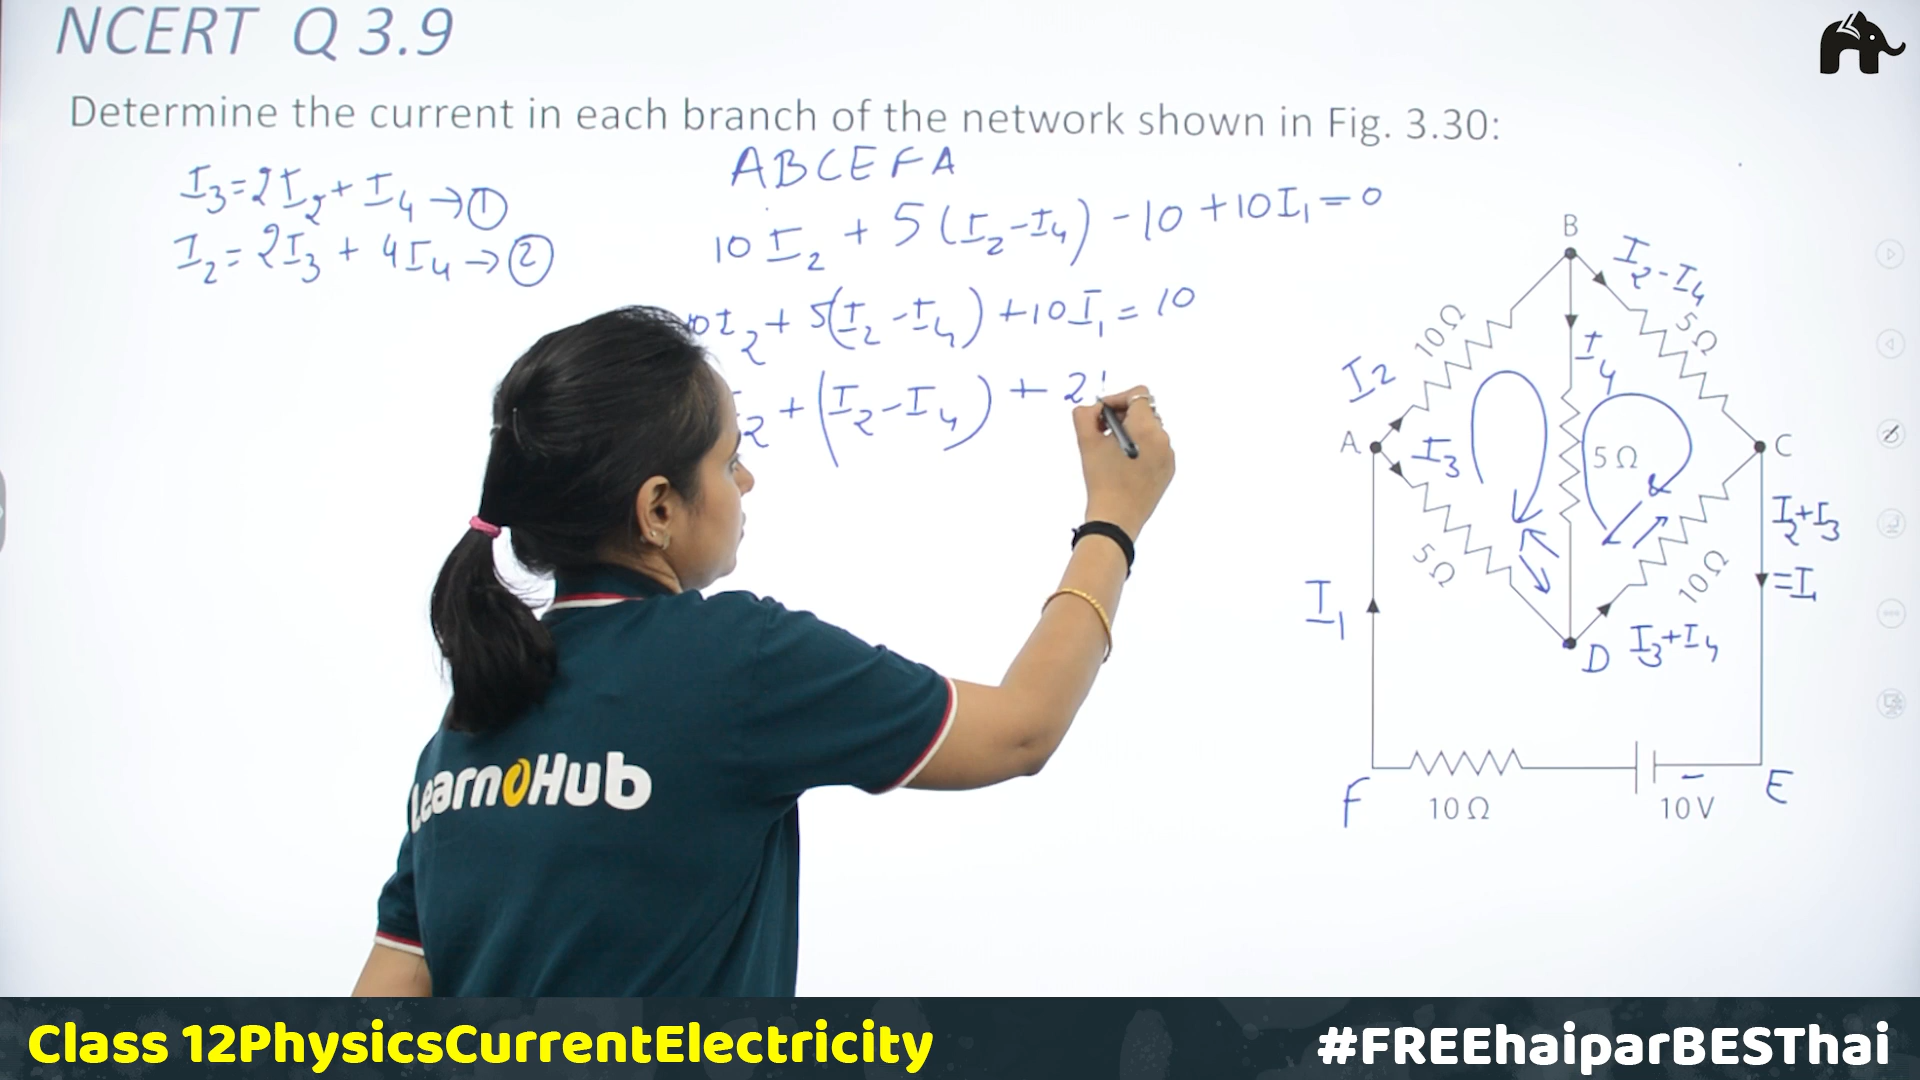 NCERT Q 3.9
Determine the current in each branch of the network shown in Fig. 3.30:
I₃=2I₂+I₄→①
I₂=2I₃+4I₄→②
ABCEFA
10I₂+5(I₂-I₄)-10+10I₁=0
0I₂+5(I₂-I₄)+10I₁=10
I₂+(I₂-I₄)+2
B
I₂-I₄
10Ω
5Ω
I₂
I₄
A
I₃
5Ω
C
I₂+I₃
=I₁
5Ω
10Ω
I₁
D
I₃+I₄
F
10Ω
-
10V
E
LearnoHub
Class 12PhysicsCurrentElectricity
#FREEhaiparBESThai